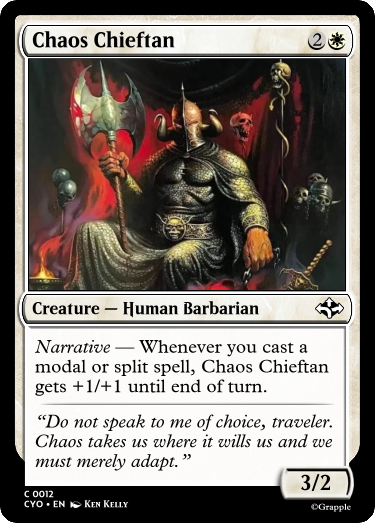 Chaos Chieftan 2
Creature — Human Barbarian
Narrative — Whenever you cast a
modal or split spell, Chaos Chieftan
gets +1/+1 until end of turn.
“Do not speak to me of choice, traveler.
Chaos takes us where it wills us and we
must merely adapt.”
3/2
C 0012
CYO • EN KEN KELLY
©Grapple